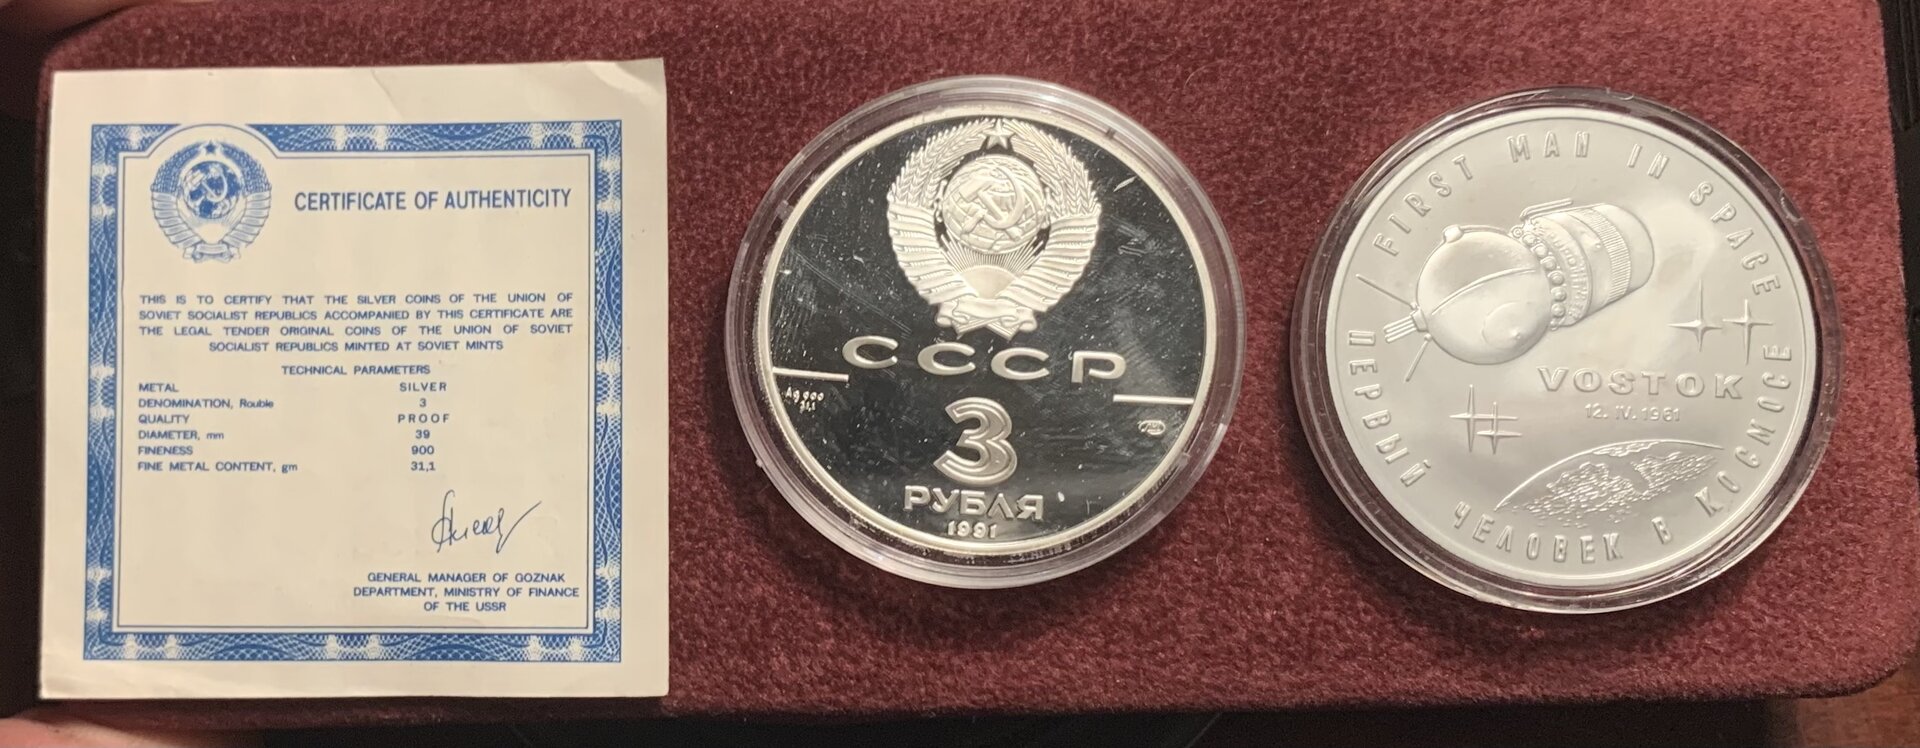 CERTIFICATE OF AUTHENTICITY
THIS IS TO CERTIFY THAT THE SILVER COINS OF THE UNION OF
SOVIET SOCIALIST REPUBLICS ACCOMPANIED BY THIS CERTIFICATE ARE
THE LEGAL TENDER ORIGINAL COINS OF THE UNION OF SOVIET
SOCIALIST REPUBLICS MINTED AT SOVIET MINTS
TECHNICAL PARAMETERS
METAL SILVER
DENOMINATION, Rouble 3
QUALITY PROOF
DIAMETER, mm 39
FINENESS 900
FINE METAL CONTENT, gm 31,1
GENERAL MANAGER OF GOZNAK
DEPARTMENT, MINISTRY OF FINANCE
OF THE USSR
СССР
Ag 900
31,1
3
РУБЛЯ
1991
FIRST MAN IN SPACE
VOSTOK
12. IV. 1961
ПЕРВЫЙ ЧЕЛОВЕК В КОСМОСЕ